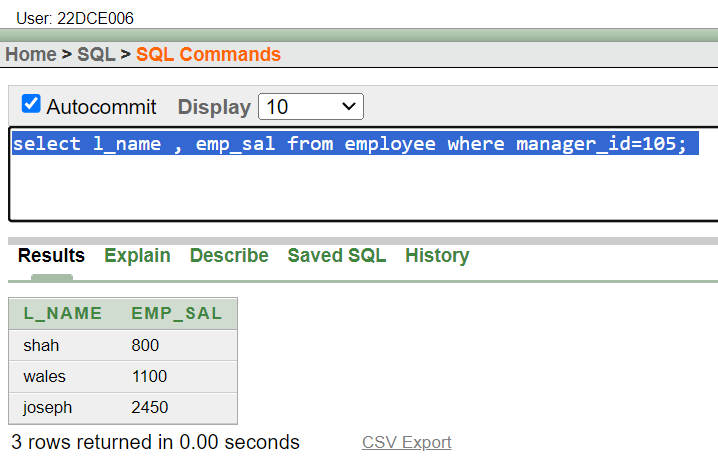 User: 22DCE006
Home > SQL > SQL Commands
Autocommit Display 10
select l_name , emp_sal from employee where manager_id=105;
Results Explain Describe Saved SQL History
L_NAME EMP_SAL
shah 800
wales 1100
joseph 2450
3 rows returned in 0.00 seconds CSV Export